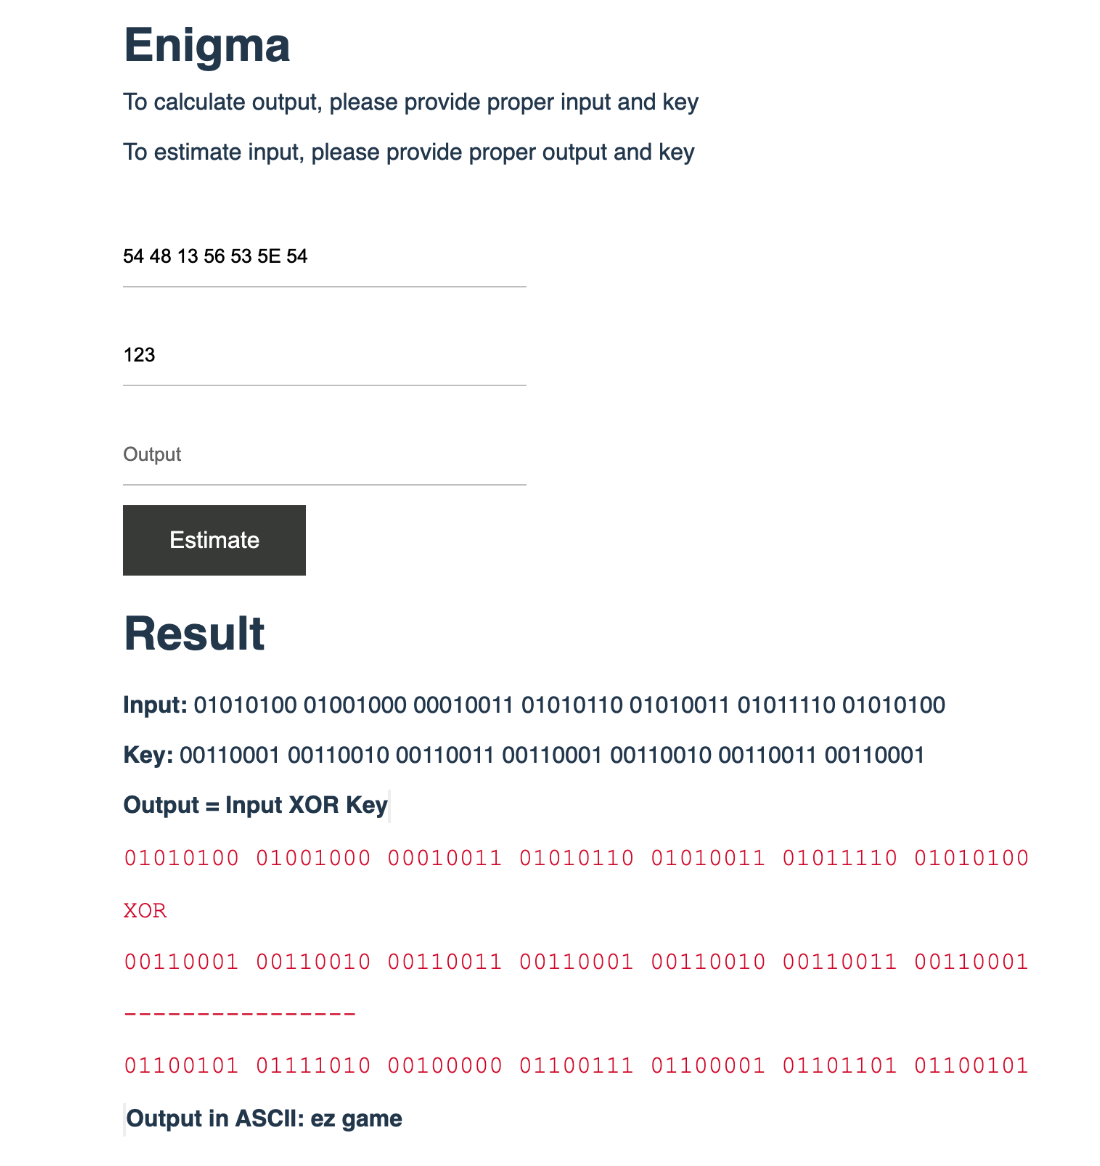 Enigma
To calculate output, please provide proper input and key
To estimate input, please provide proper output and key
54 48 13 56 53 5E 54
123
Output
Estimate
Result
Input: 01010100 01001000 00010011 01010110 01010011 01011110 01010100
Key: 00110001 00110010 00110011 00110001 00110010 00110011 00110001
Output = Input XOR Key
01010100 01001000 00010011 01010110 01010011 01011110 01010100
XOR
00110001 00110010 00110011 00110001 00110010 00110011 00110001
----------------
01100101 01111010 00100000 01100111 01100001 01101101 01100101
Output in ASCII: ez game